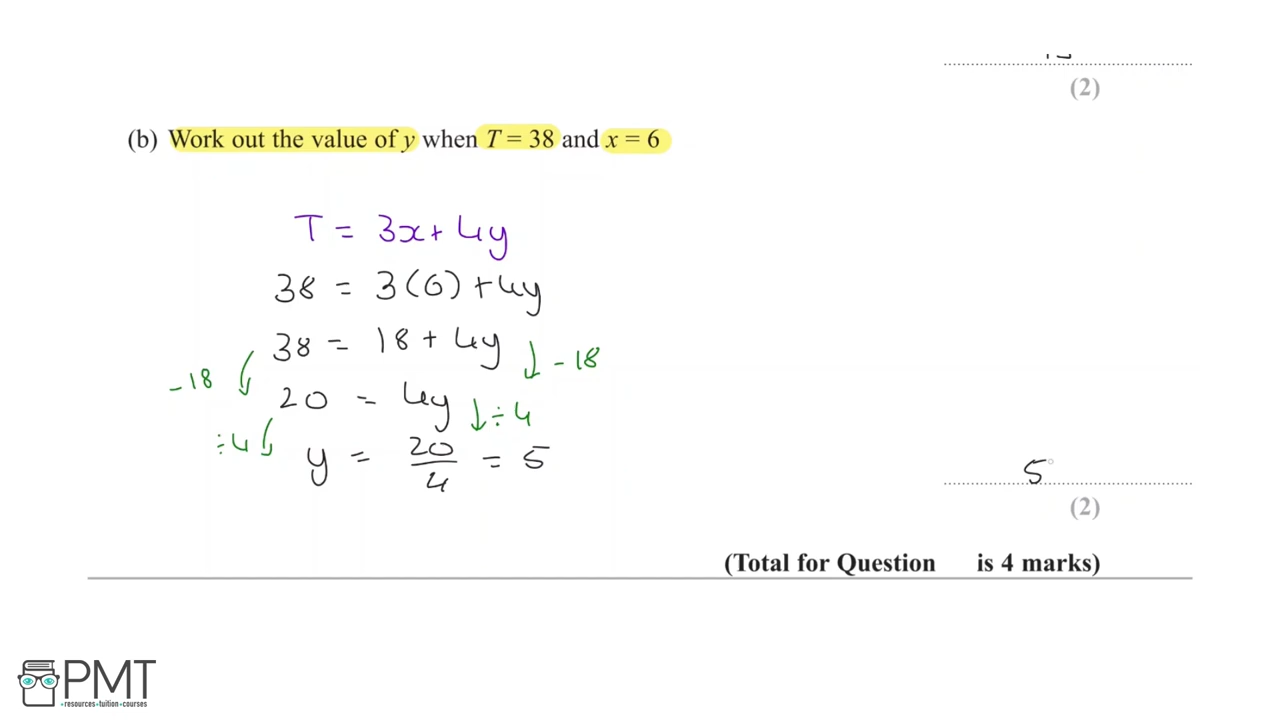 (2)
(b) Work out the value of y when T = 38 and x = 6
T = 3x + 4y
38 = 3(6) + 4y
38 = 18 + 4y
-18
-18
20 = 4y
÷4
÷4
y = 20/4 = 5
5
(2)
(Total for Question is 4 marks)
PMT
•resources•tuition•courses